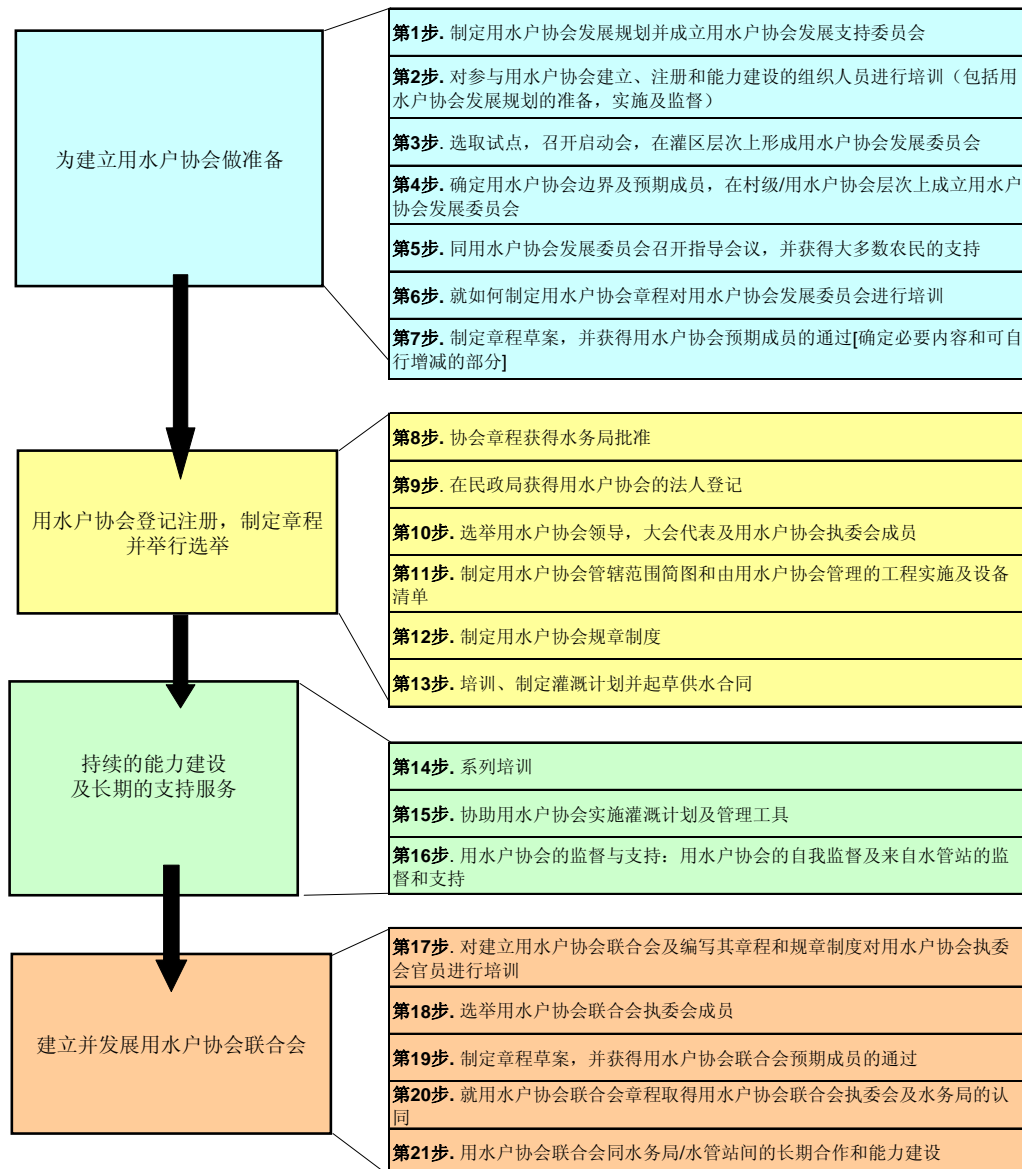 为建立用水户协会做准备
第1步. 制定用水户协会发展规划并成立用水户协会发展支持委员会
第2步. 对参与用水户协会建立、注册和能力建设的组织人员进行培训（包括用
水户协会发展规划的准备，实施及监督）
第3步. 选取试点，召开启动会，在灌区层次上形成用水户协会发展委员会
第4步. 确定用水户协会边界及预期成员，在村级/用水户协会层次上成立用水户
协会发展委员会
第5步. 同用水户协会发展委员会召开指导会议，并获得大多数农民的支持
第6步. 就如何制定用水户协会章程对用水户协会发展委员会进行培训
第7步. 制定章程草案，并获得用水户协会预期成员的通过[确定必要内容和可自
行增减的部分]
用水户协会登记注册，制定章程
并举行选举
第8步. 协会章程获得水务局批准
第9步. 在民政局获得用水户协会的法人登记
第10步. 选举用水户协会领导，大会代表及用水户协会执委会成员
第11步. 制定用水户协会管辖范围简图和由用水户协会管理的工程实施及设备
清单
第12步. 制定用水户协会规章制度
第13步. 培训、制定灌溉计划并起草供水合同
持续的能力建设
及长期的支持服务
第14步. 系列培训
第15步. 协助用水户协会实施灌溉计划及管理工具
第16步. 用水户协会的监督与支持：用水户协会的自我监督及来自水管站的监
督和支持
建立并发展用水户协会联合会
第17步. 对建立用水户协会联合会及编写其章程和规章制度对用水户协会执委
会官员进行培训
第18步. 选举用水户协会联合会执委会成员
第19步. 制定章程草案，并获得用水户协会联合会预期成员的通过
第20步. 就用水户协会联合会章程取得用水户协会联合会执委会及水务局的认
同
第21步. 用水户协会联合会同水务局/水管站间的长期合作和能力建设